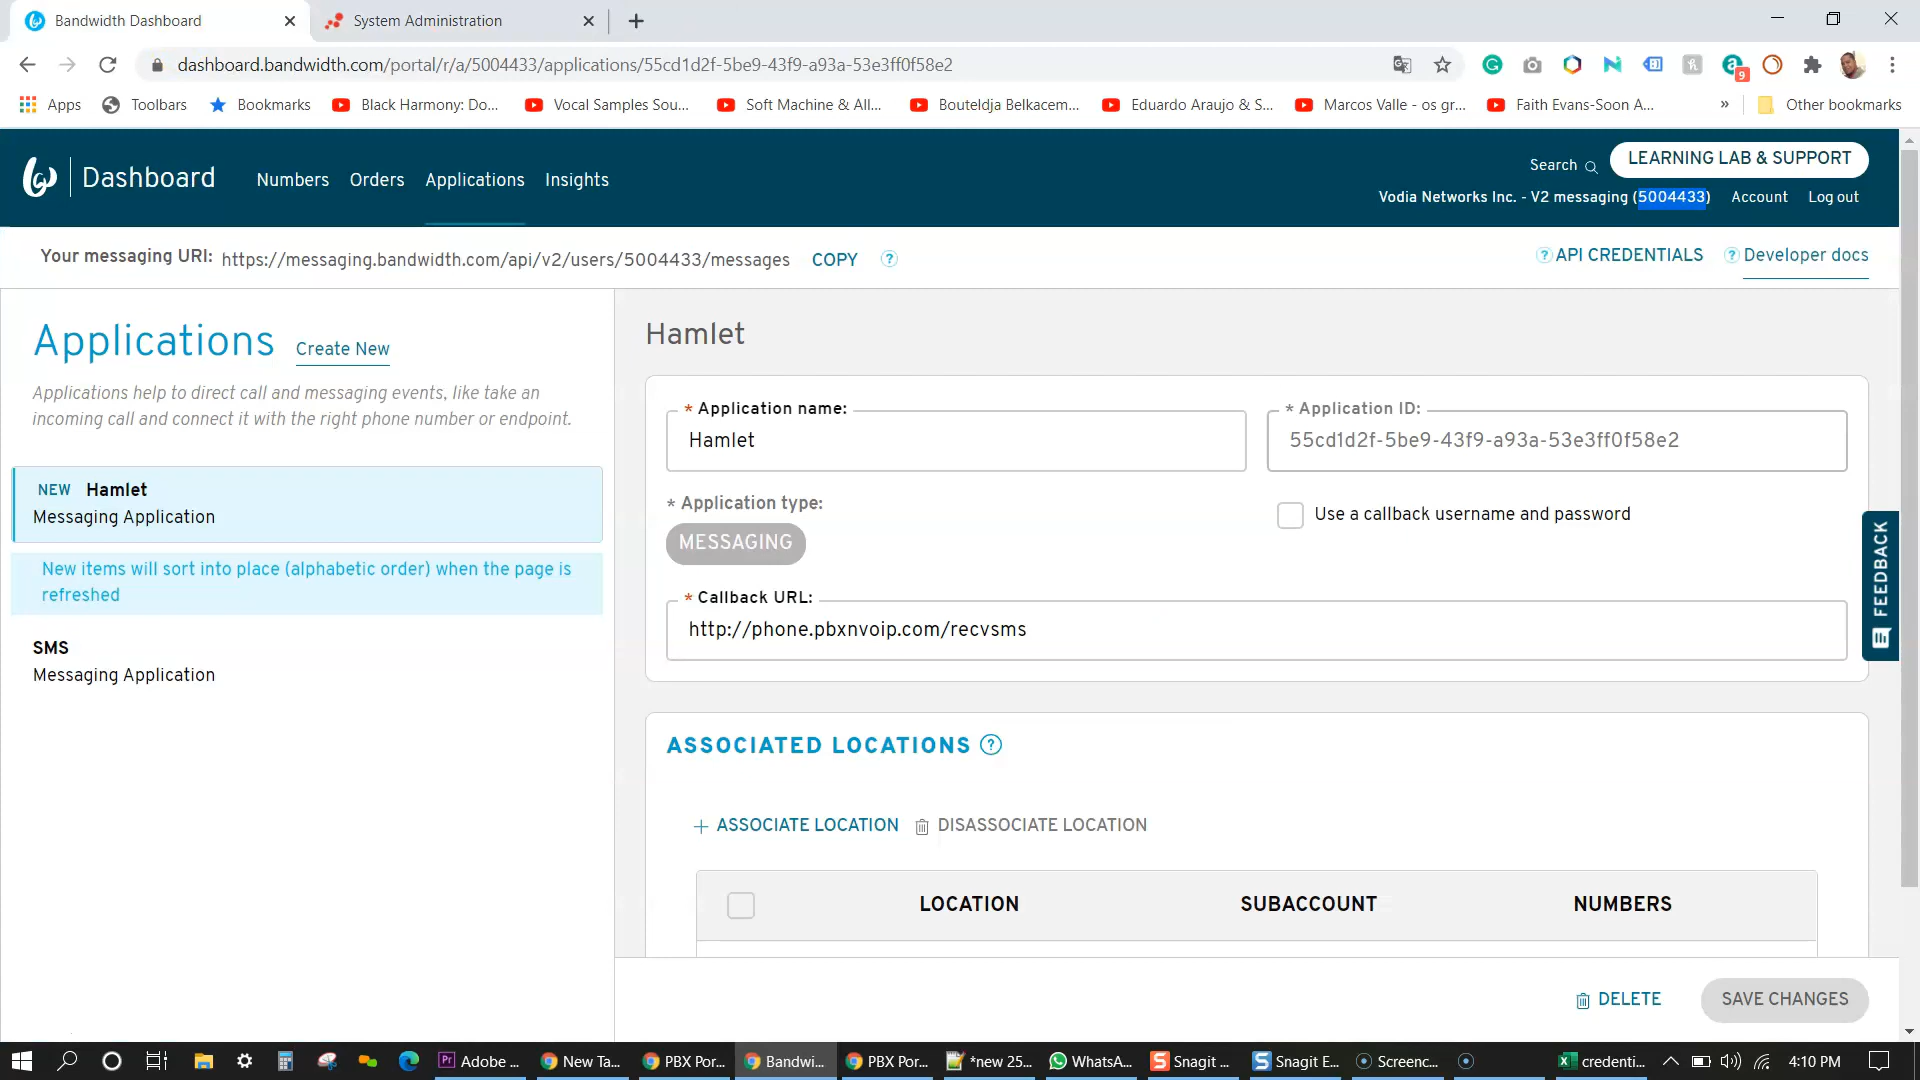 Bandwidth Dashboard
System Administration
dashboard.bandwidth.com/portal/r/a/5004433/applications/55cd1d2f-5be9-43f9-a93a-53e3ff0f58e2
9
Apps Toolbars Bookmarks Black Harmony: Do... Vocal Samples Sou... Soft Machine & All... Bouteldja Belkacem... Eduardo Araujo & S... Marcos Valle - os gr... Faith Evans-Soon A... » Other bookmarks
Dashboard Numbers Orders Applications Insights
Search LEARNING LAB & SUPPORT
Vodia Networks Inc. - V2 messaging (5004433) Account Log out
Your messaging URI: https://messaging.bandwidth.com/api/v2/users/5004433/messages COPY ?
? API CREDENTIALS ? Developer docs
Applications Create New
Applications help to direct call and messaging events, like take an
incoming call and connect it with the right phone number or endpoint.
NEW Hamlet
Messaging Application
New items will sort into place (alphabetic order) when the page is
refreshed
SMS
Messaging Application
Hamlet
* Application name:
Hamlet
* Application ID:
55cd1d2f-5be9-43f9-a93a-53e3ff0f58e2
* Application type:
MESSAGING
Use a callback username and password
* Callback URL:
http://phone.pbxnvoip.com/recvsms
FEEDBACK
ASSOCIATED LOCATIONS ?
+ ASSOCIATE LOCATION DISASSOCIATE LOCATION
LOCATION SUBACCOUNT NUMBERS
DELETE SAVE CHANGES
Adobe ... New Ta... PBX Por... Bandwi... PBX Por... *new 25... WhatsA... Snagit ... Snagit E... Screenc... credenti... 4:10 PM